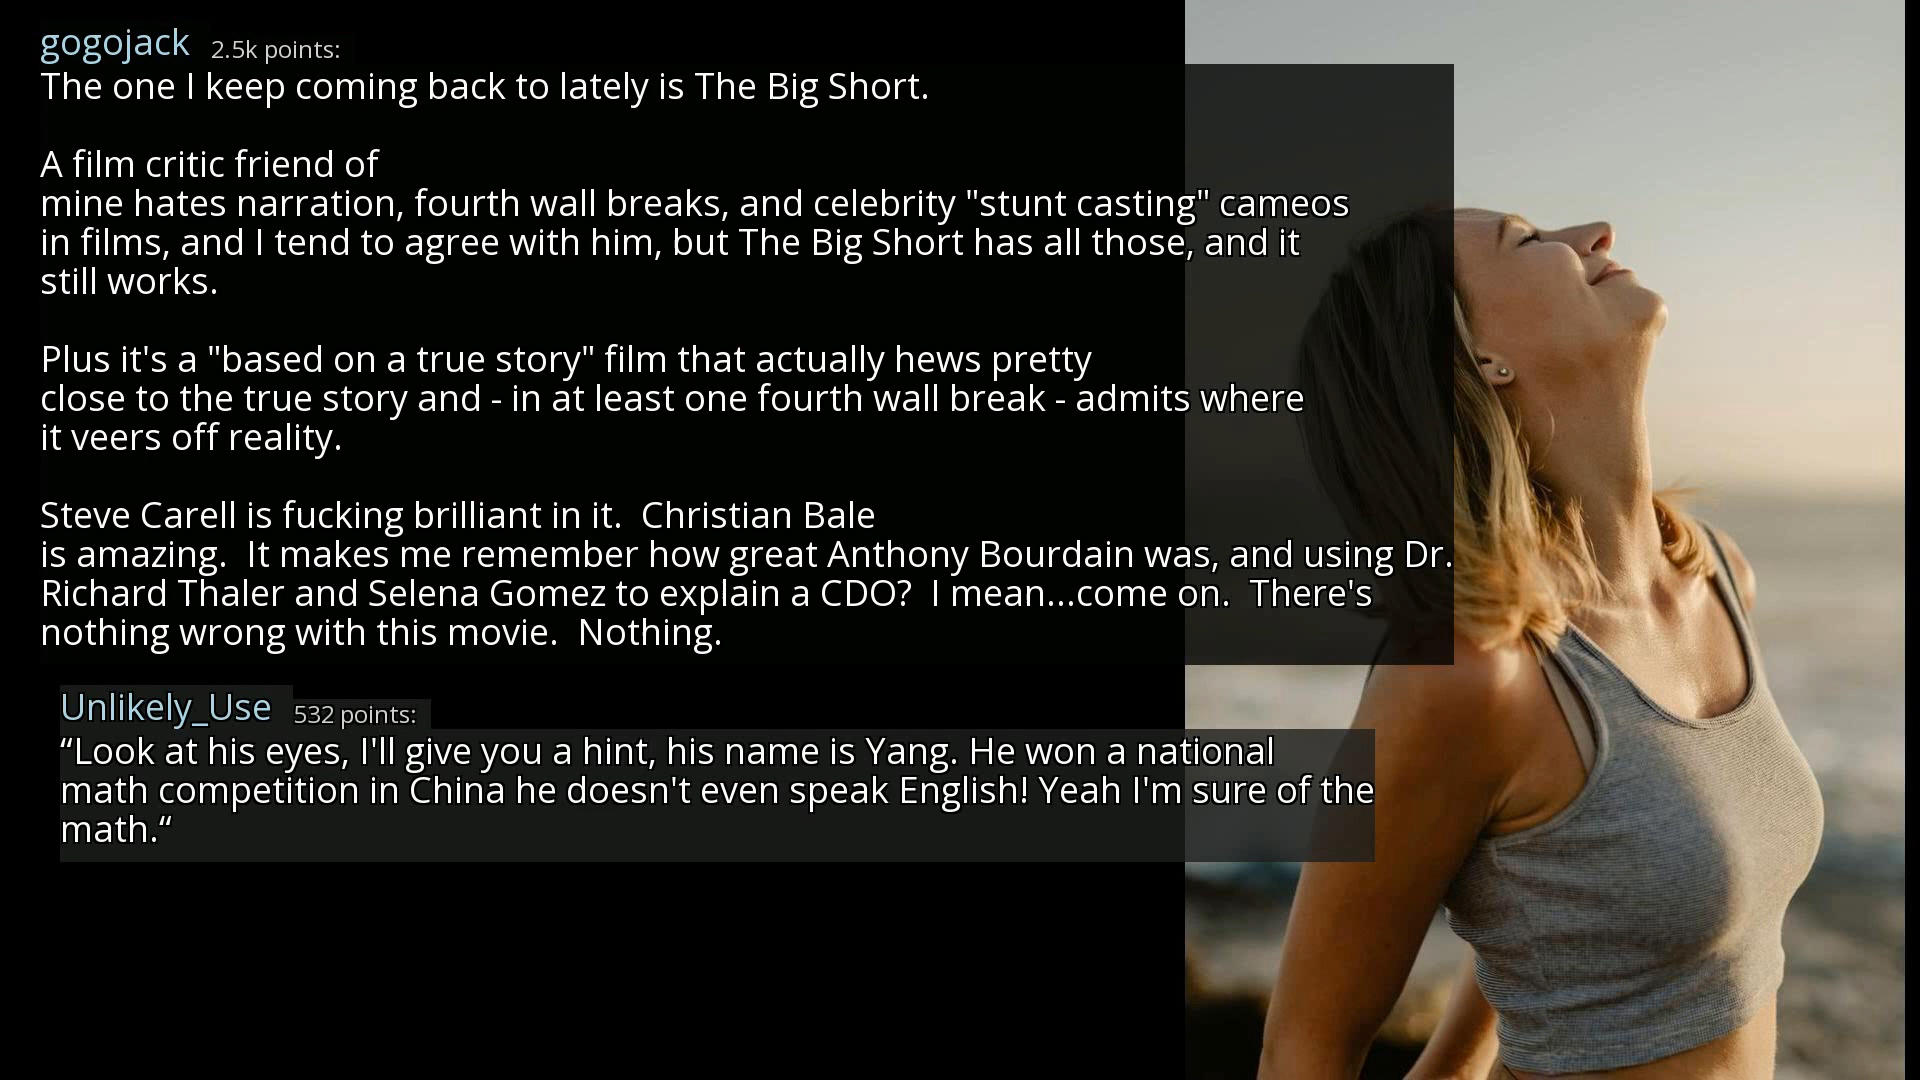 gogojack 2.5k points:
The one I keep coming back to lately is The Big Short.
A film critic friend of
mine hates narration, fourth wall breaks, and celebrity "stunt casting" cameos
in films, and I tend to agree with him, but The Big Short has all those, and it
still works.
Plus it's a "based on a true story" film that actually hews pretty
close to the true story and - in at least one fourth wall break - admits where
it veers off reality.
Steve Carell is fucking brilliant in it.  Christian Bale
is amazing.  It makes me remember how great Anthony Bourdain was, and using Dr.
Richard Thaler and Selena Gomez to explain a CDO?  I mean...come on.  There's
nothing wrong with this movie.  Nothing.
Unlikely_Use 532 points:
“Look at his eyes, I'll give you a hint, his name is Yang. He won a national
math competition in China he doesn't even speak English! Yeah I'm sure of the
math.“